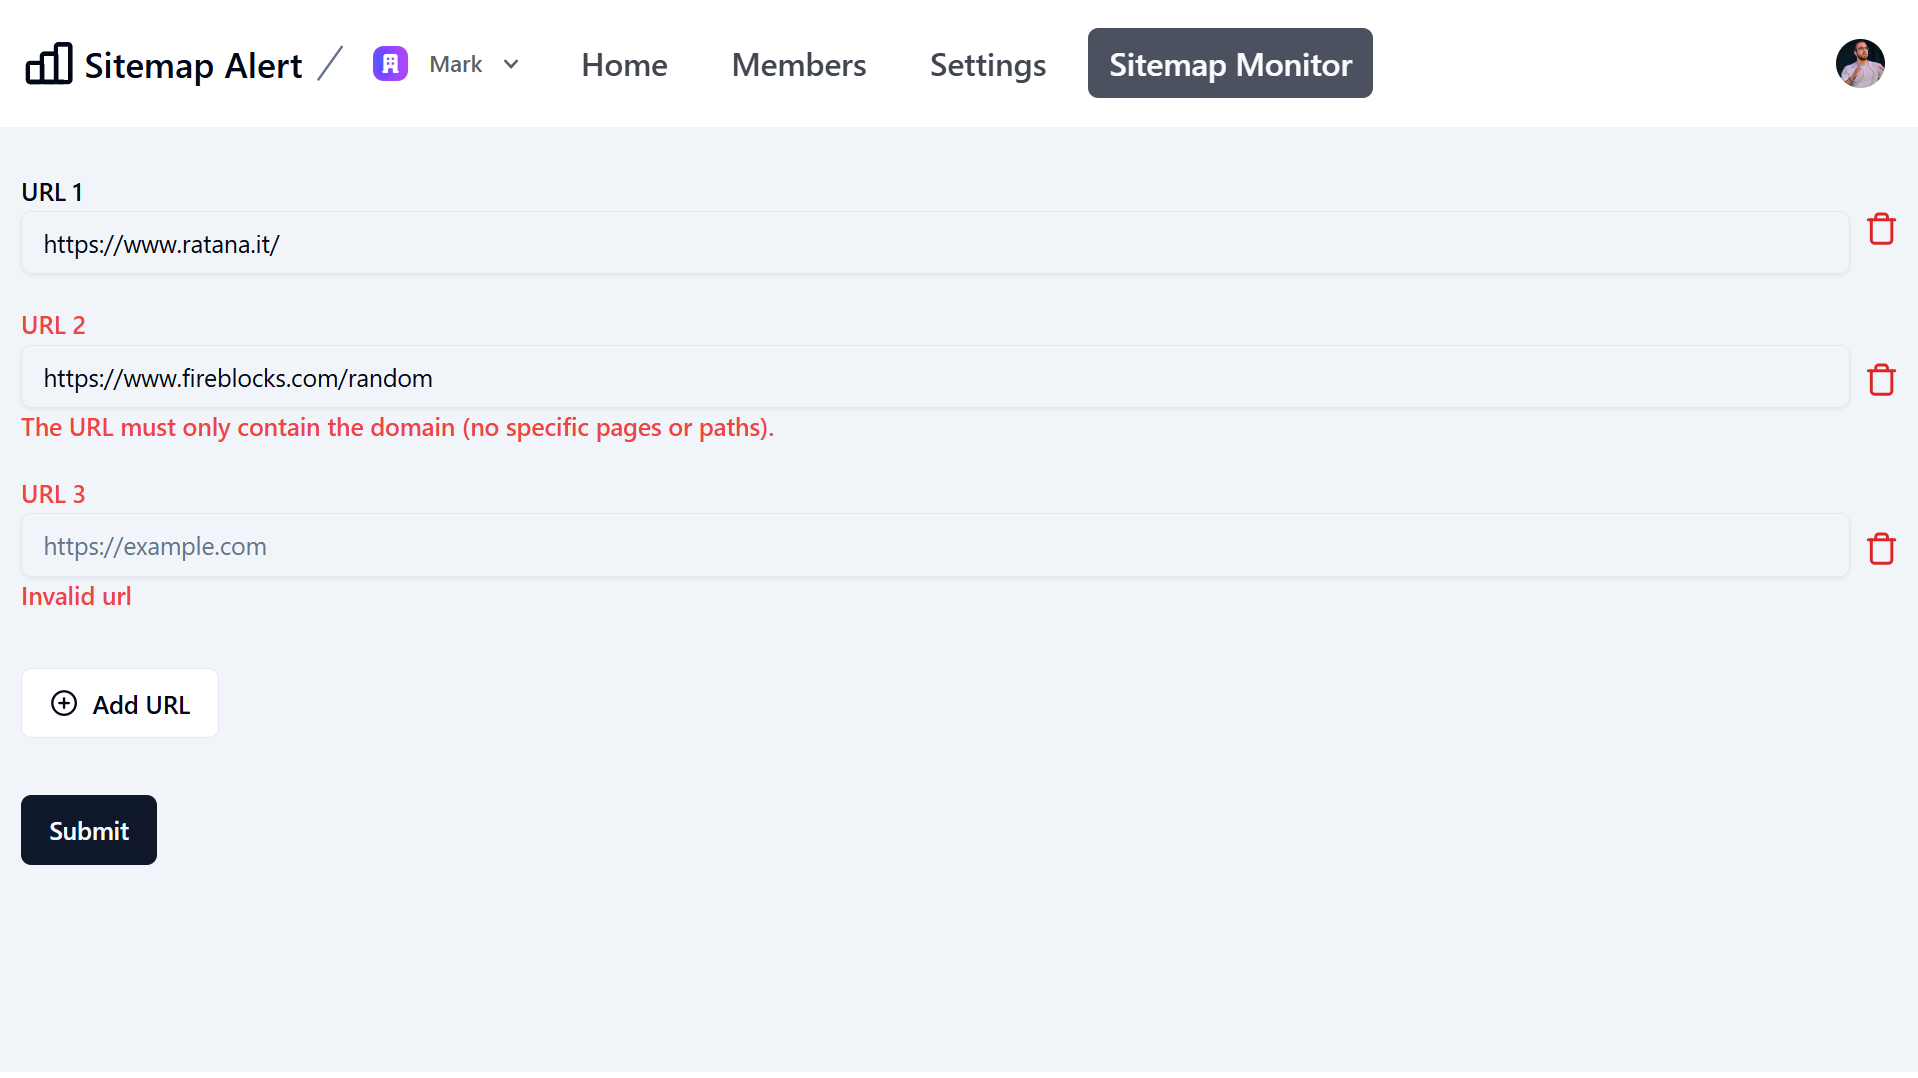 Sitemap Alert / Mark Home Members Settings Sitemap Monitor
URL 1
https://www.ratana.it/
URL 2
https://www.fireblocks.com/random
The URL must only contain the domain (no specific pages or paths).
URL 3
https://example.com
Invalid url
Add URL
Submit